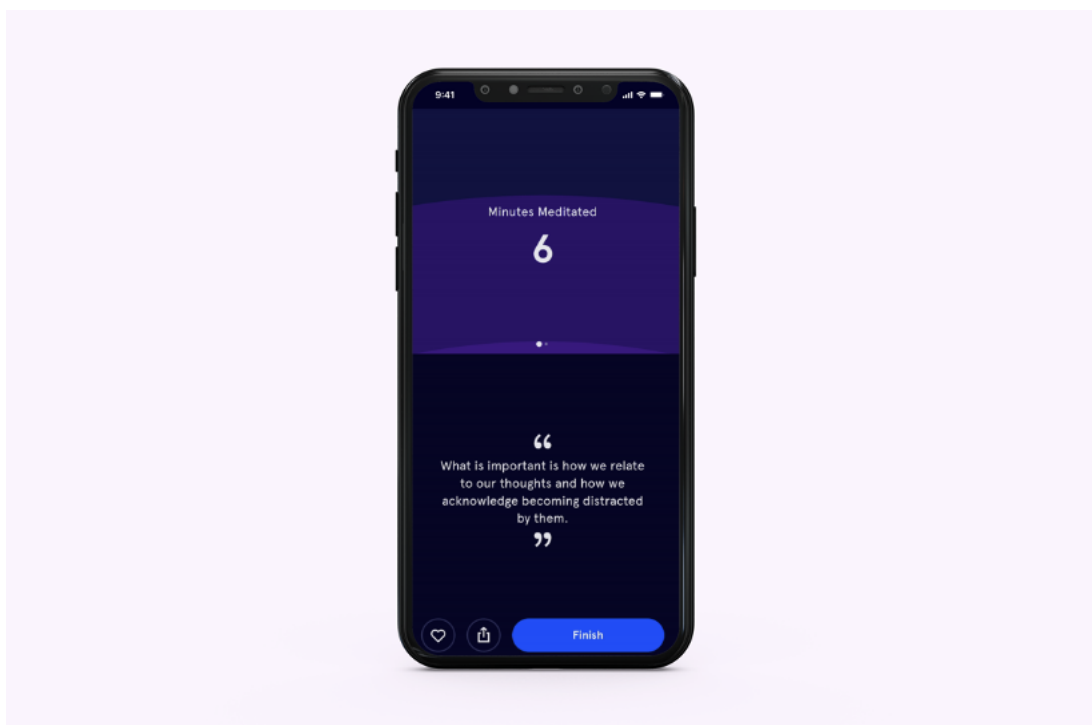 9:41
Minutes Meditated
6
“
What is important is how we relate
to our thoughts and how we
acknowledge becoming distracted
by them.
”
Finish